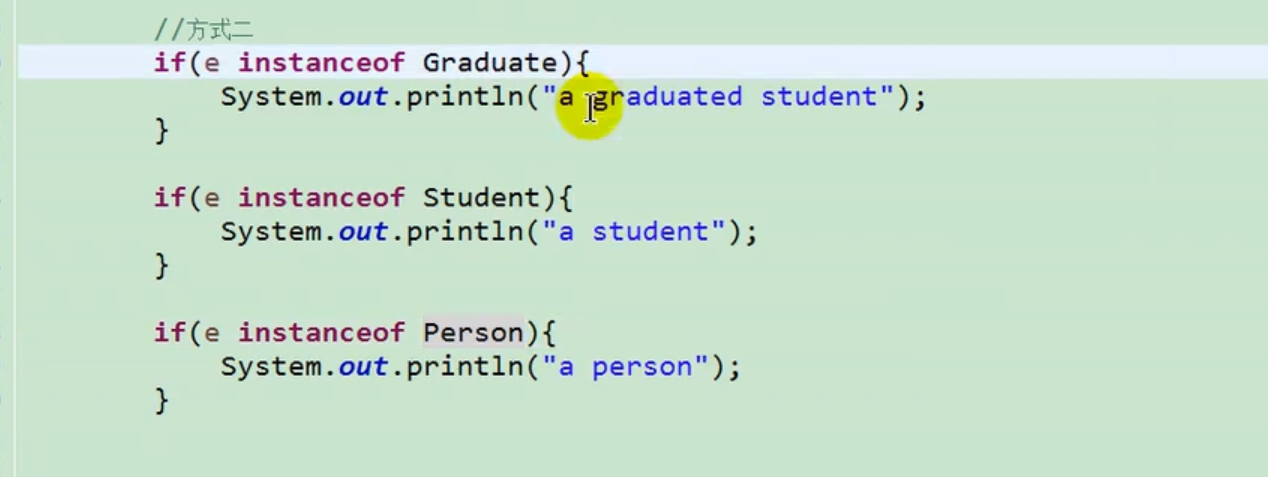 //方式二
if(e instanceof Graduate){
System.out.println("a graduated student");
}
if(e instanceof Student){
System.out.println("a student");
}
if(e instanceof Person){
System.out.println("a person");
}